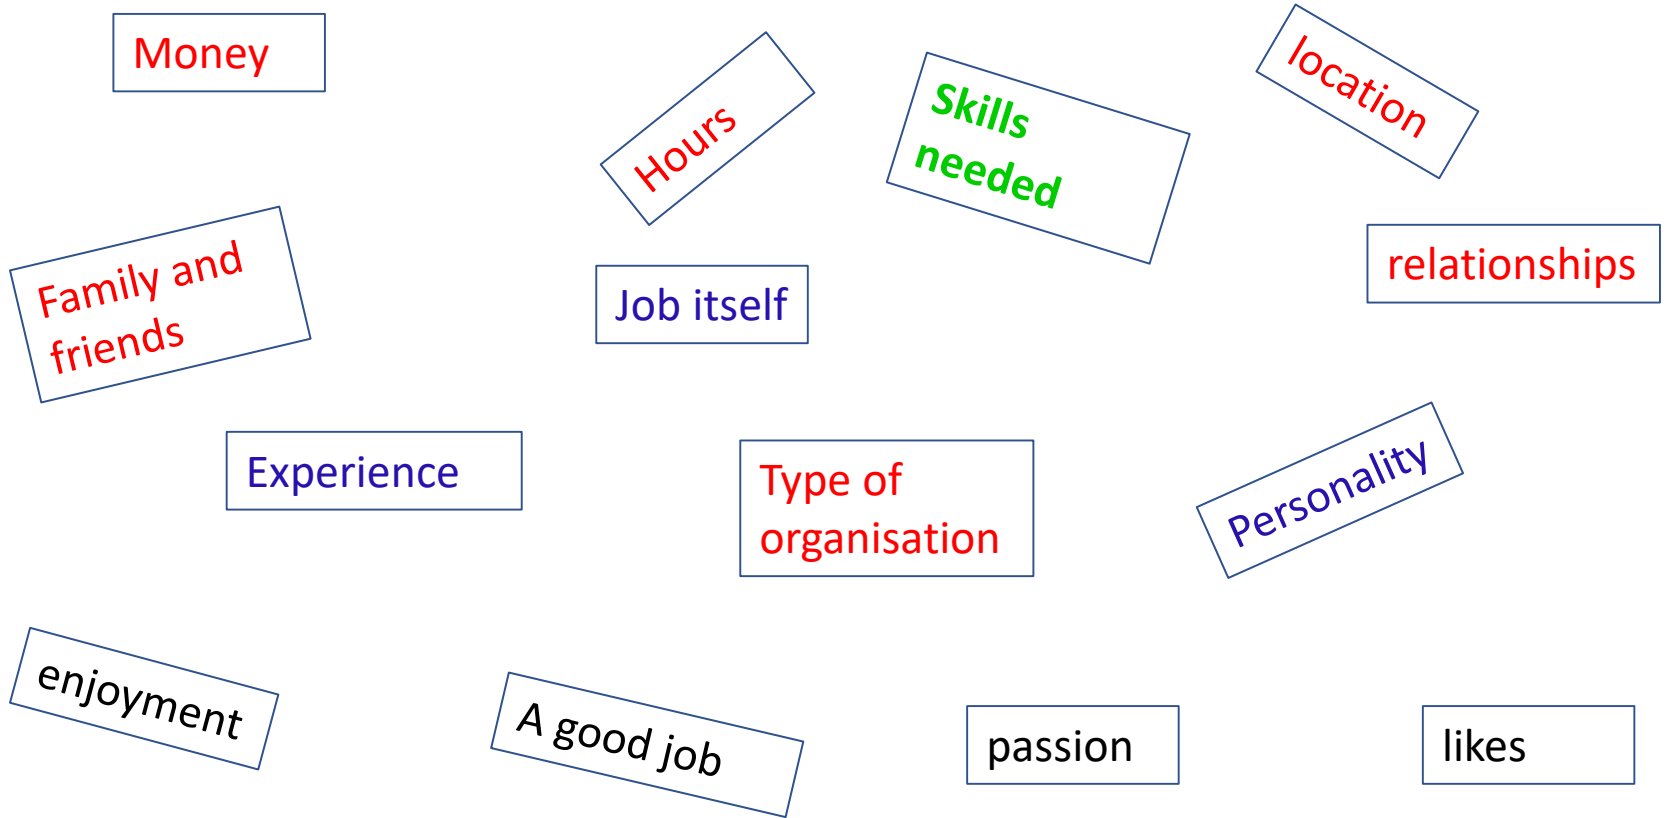 Money
Hours
Skills
needed
location
Family and
friends
Job itself
relationships
Experience
Type of
organisation
Personality
enjoyment
A good job
passion
likes